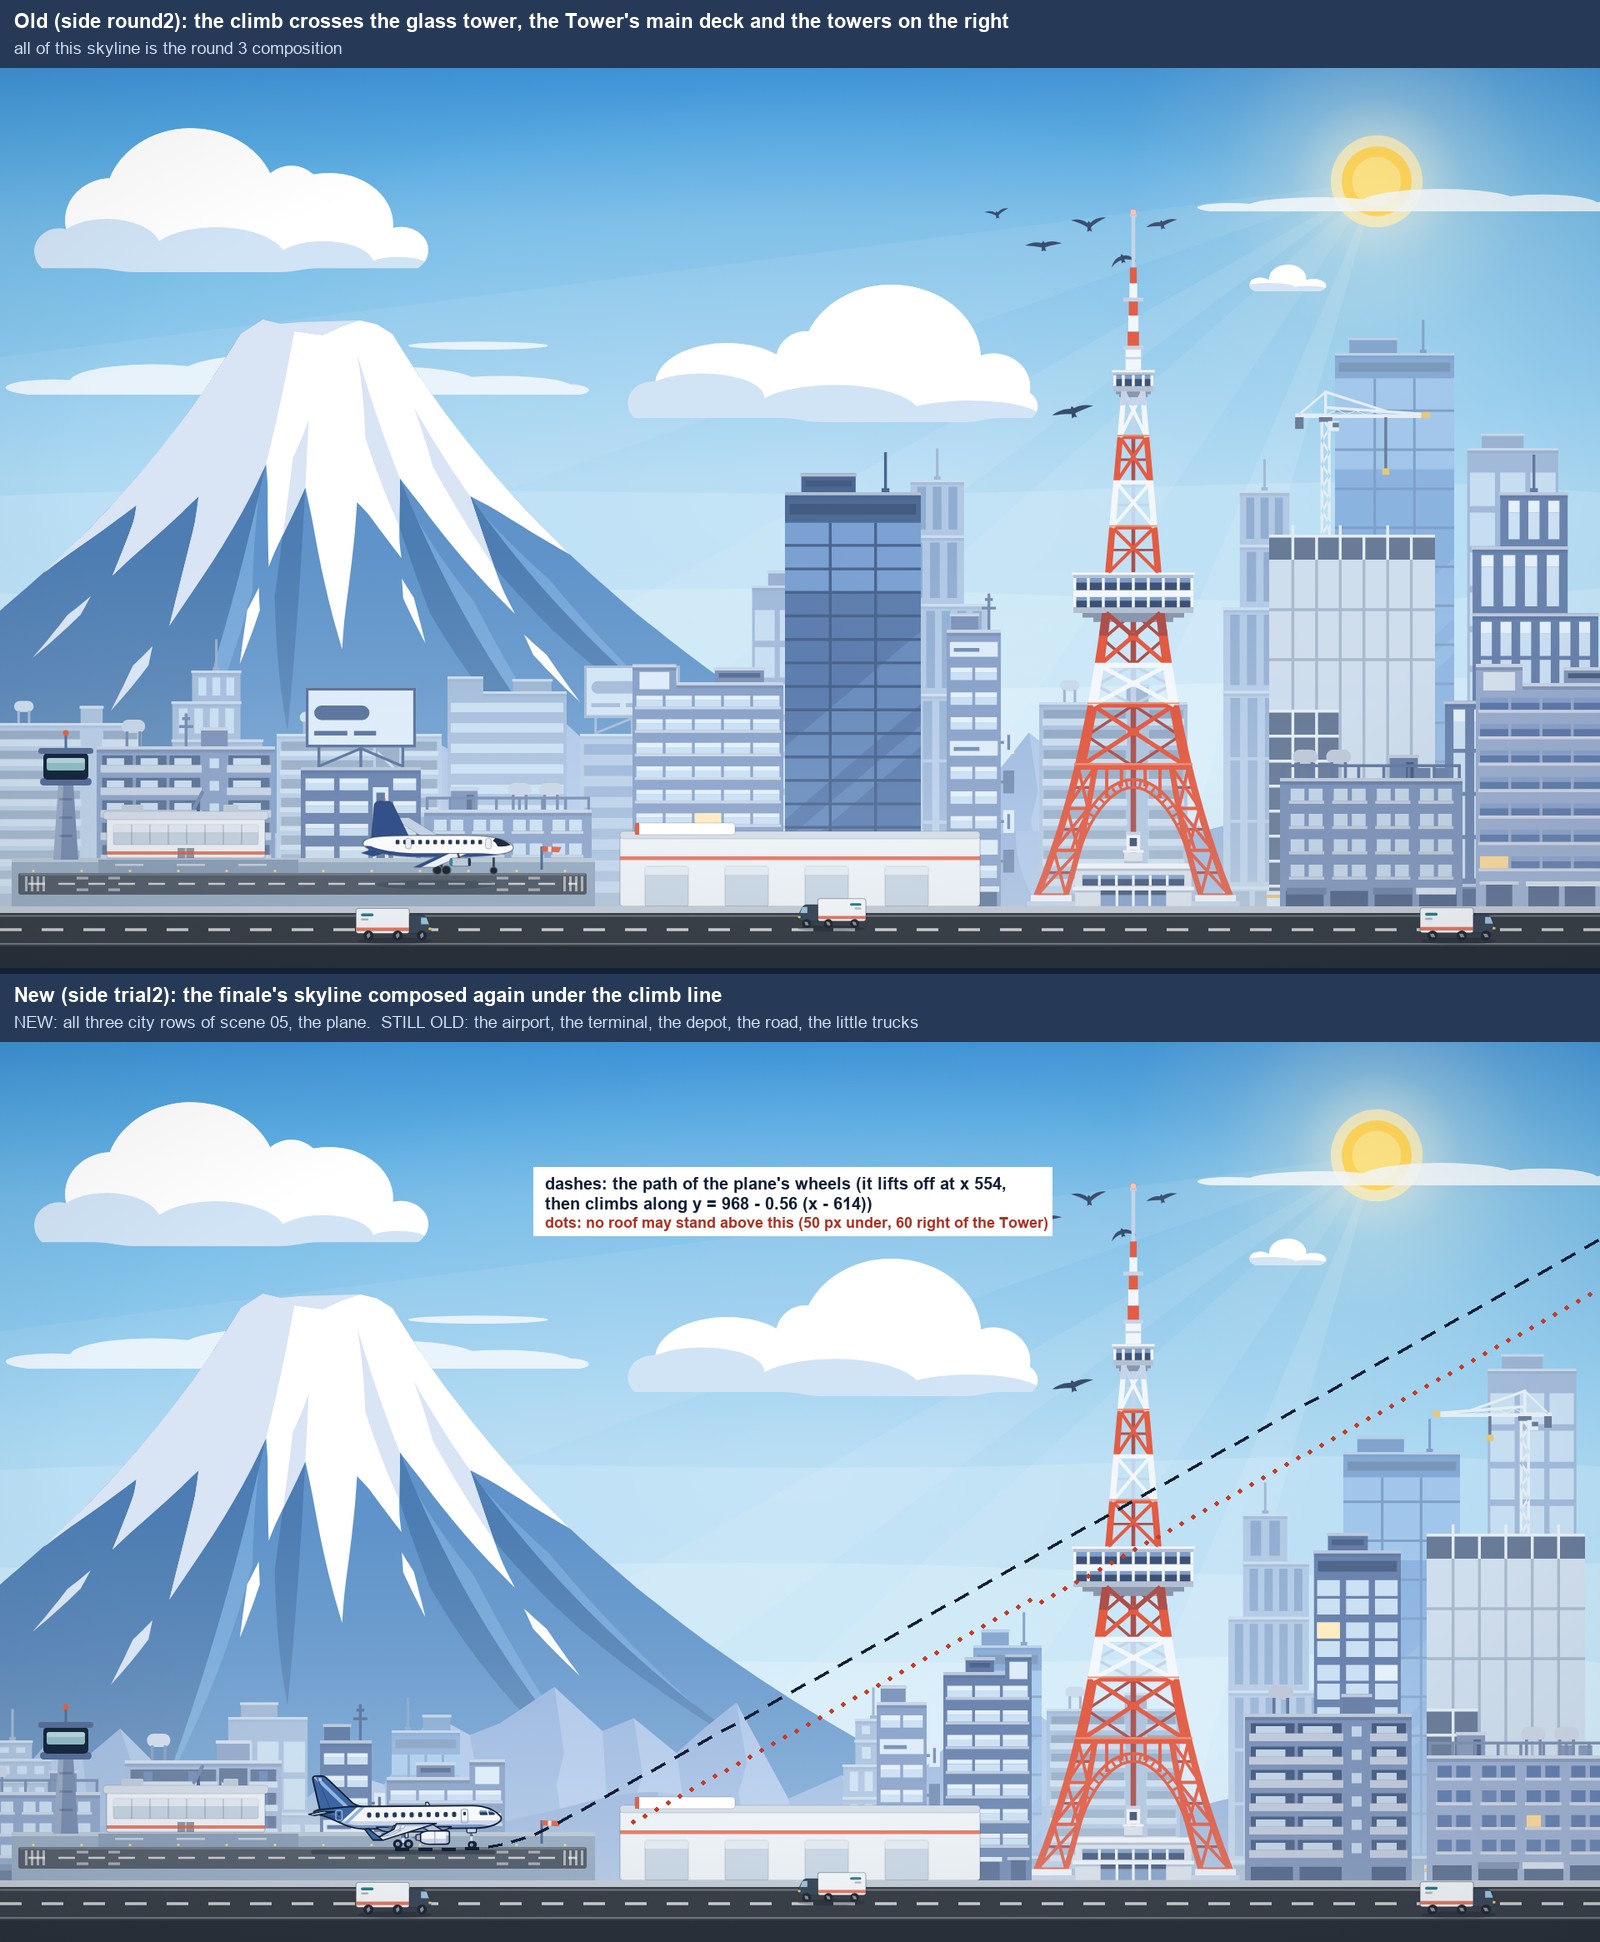 Old (side round2): the climb crosses the glass tower, the Tower's main deck and the towers on the right
all of this skyline is the round 3 composition
New (side trial2): the finale's skyline composed again under the climb line
NEW: all three city rows of scene 05, the plane.  STILL OLD: the airport, the terminal, the depot, the road, the little trucks
dashes: the path of the plane's wheels (it lifts off at x 554,
then climbs along y = 968 - 0.56 (x - 614))
dots: no roof may stand above this (50 px under, 60 right of the Tower)